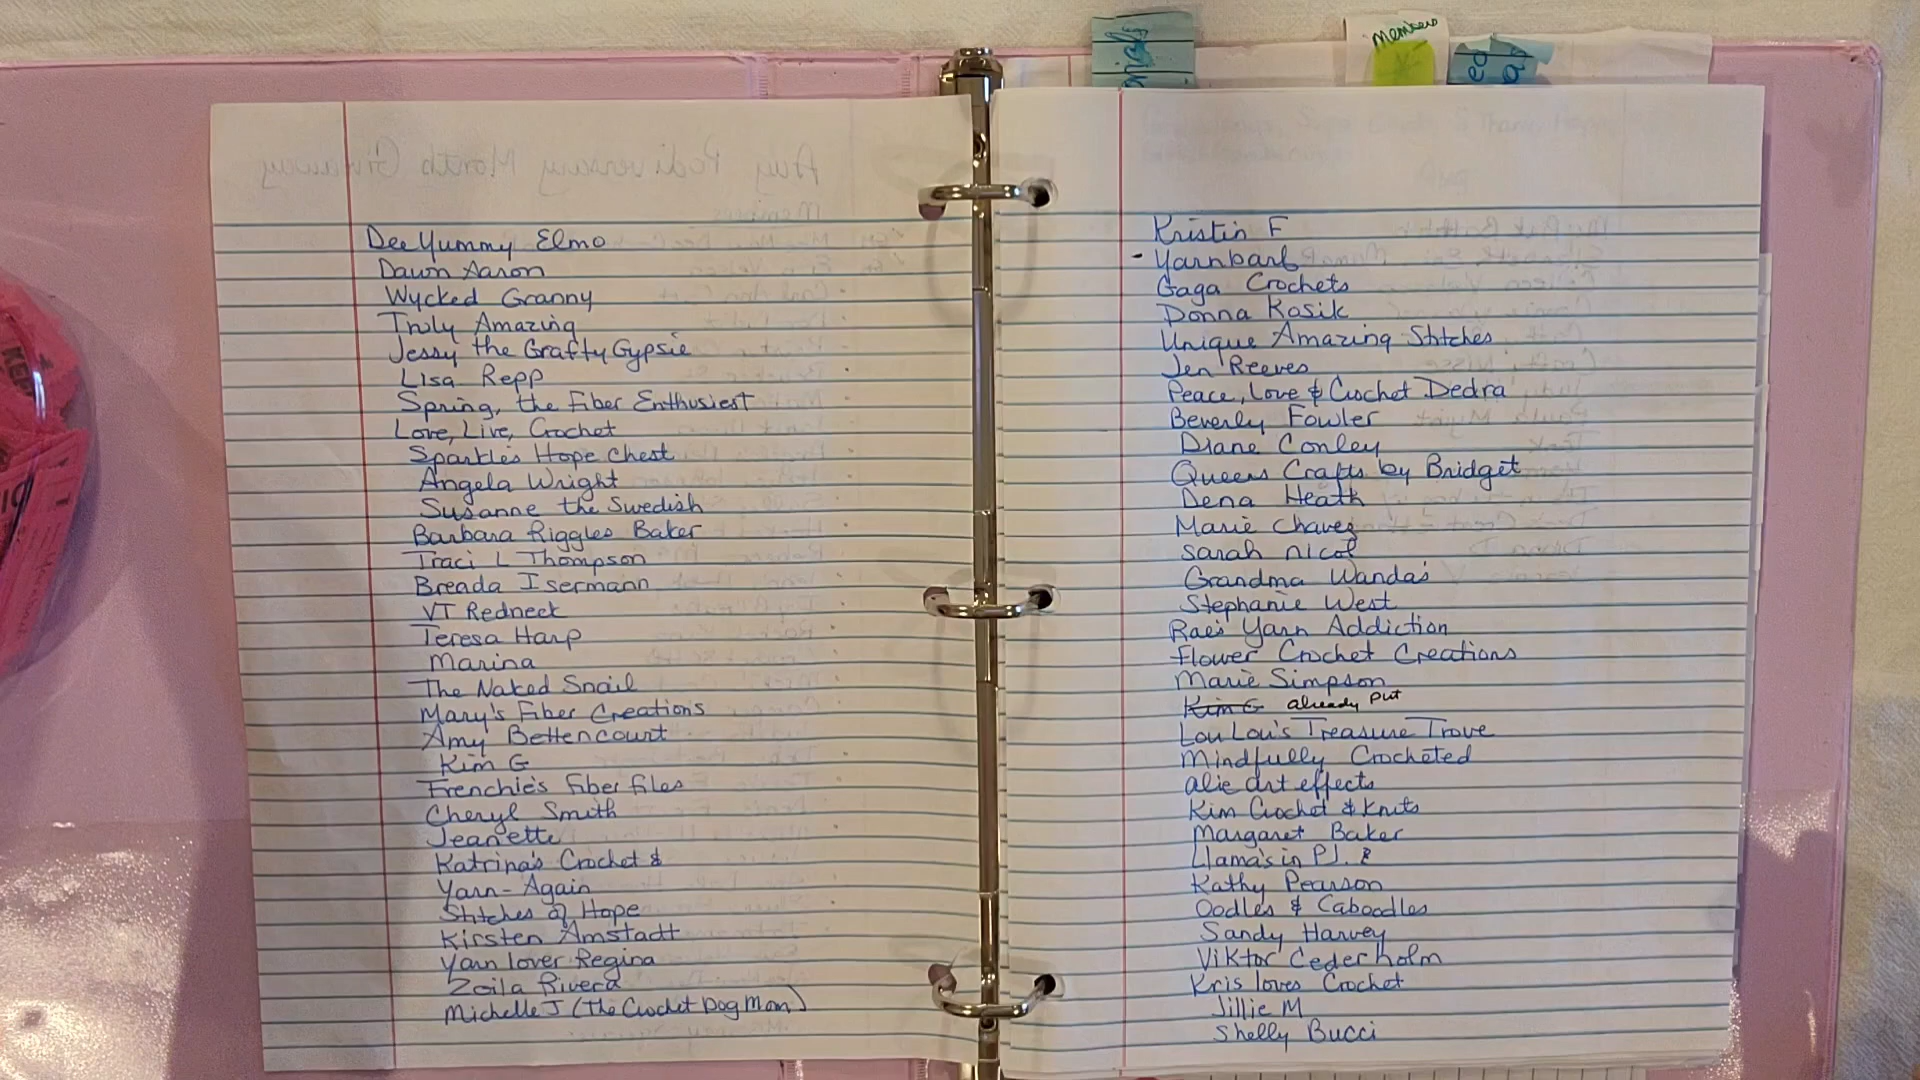 Members
Dee Yummy Elmo
Dawn Aaron
Wycked Granny
Truly Amazing
Jessy the Crafty Gypsie
Lisa Repp
Spring, the Fiber Enthusiest
Love, Live, Crochet
Sparkles Hope Chest
Angela Wright
Susanne the Swedish
Barbara Riggles Baker
Traci L Thompson
Brenda Isermann
VT Redneck
Teresa Harp
Marina
The Naked Snail
Mary's Fiber Creations
Amy Bettencourt
Kim G
Frenchie's Fiber files
Cheryl Smith
Jeanette
Katrina's Crochet &
Yarn-Again
Stitches of Hope
Kirsten Amstadt
Yarn lover Regina
Zoila Rivera
Michelle J (The Crochet Dog Mom)
Kristin F
- Yarnbarb
Gaga Crochets
Donna Kosik
Unique Amazing Stitches
Jen Reeves
Peace, Love & Crochet Dedra
Beverly Fowler
Diane Conley
Queens Crafts by Bridget
Dena Heath
Marie Chavez
Sarah Nicol
Grandma Wanda's
Stephanie West
Rae's Yarn Addiction
Flower Crochet Creations
Marie Simpson
Kim G already put
Lou Lou's Treasure Trove
Mindfully Crocheted
alie art effects
Kim Crochet & Knits
Margaret Baker
Llama's in PJ.
Kathy Pearson
Oodles & Caboodles
Sandy Harvey
Viktor Cederholm
Kris loves Crochet
Jillie M
Shelly Bucci